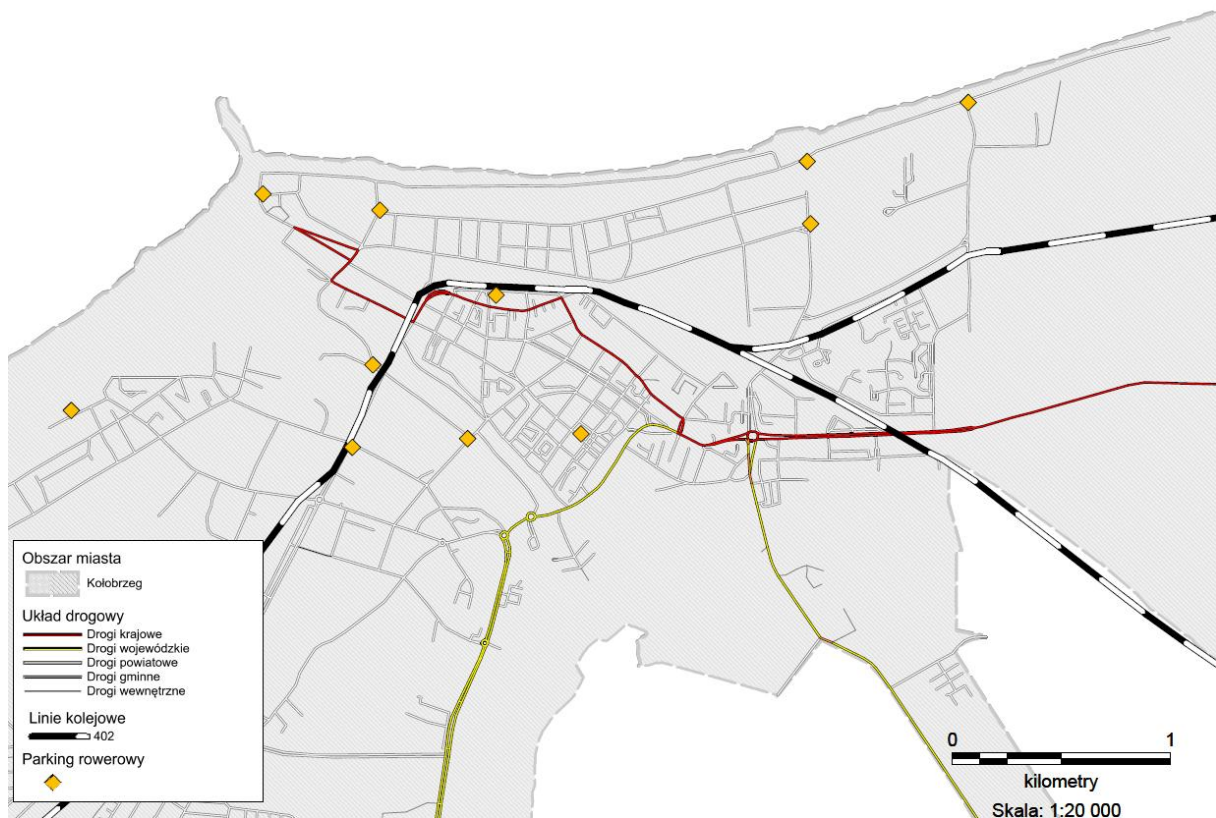 Obszar miasta
Kołobrzeg
Układ drogowy
Drogi krajowe
Drogi wojewódzkie
Drogi powiatowe
Drogi gminne
Drogi wewnętrzne
Linie kolejowe
402
Parking rowerowy
0 1
kilometry
Skala: 1:20 000